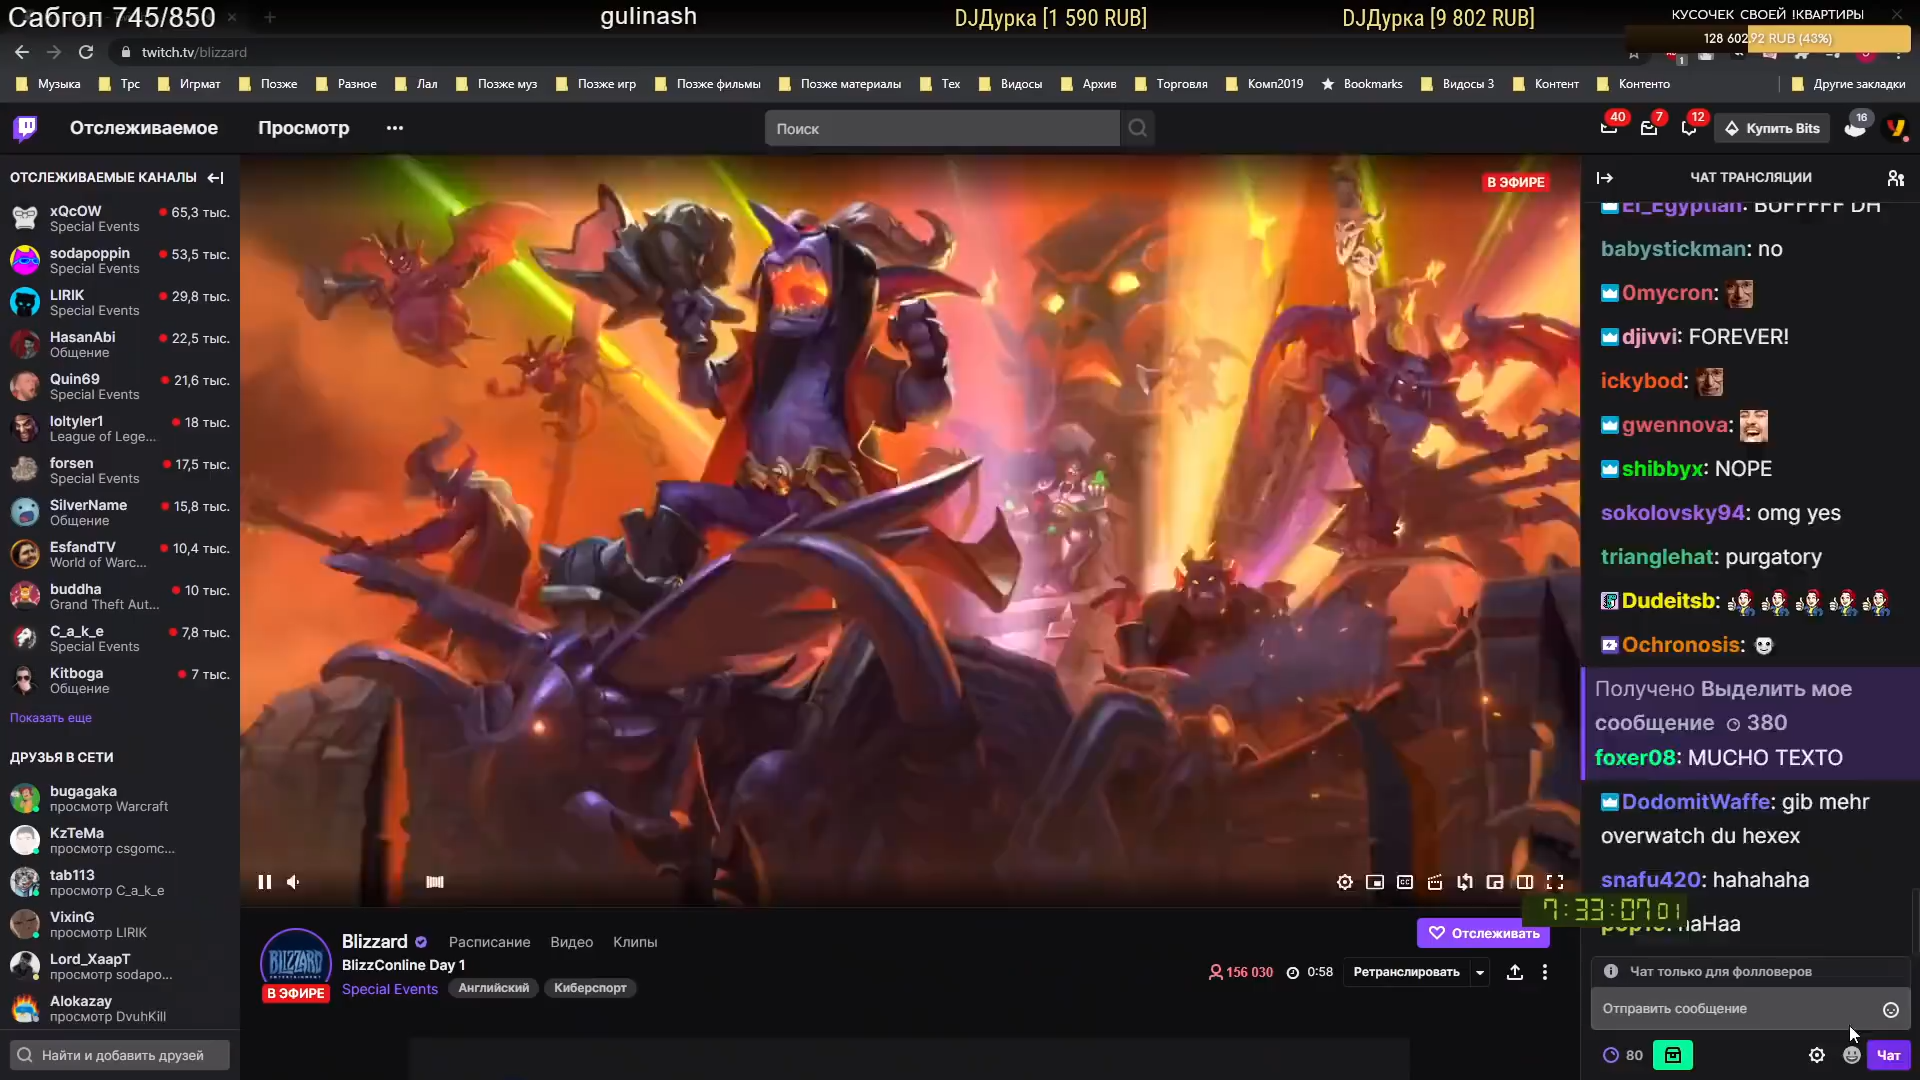 Сабгол 745/850
gulinash
DJДурка [1 590 RUB]
DJДурка [9 802 RUB]
КУСОЧЕК СВОЕЙ !КВАРТИРЫ
128 602.92 RUB (43%)
twitch.tv/blizzard
Музыка Трс Игрмат Позже Разное Лал Позже муз Позже игр Позже фильмы Позже материалы Тех Видосы Архив Торговля Комп2019 Bookmarks Видосы 3 Контент Контенто Другие закладки
Отслеживаемое Просмотр
Поиск
40 7 12
Купить Bits
16
ОТСЛЕЖИВАЕМЫЕ КАНАЛЫ
xQcOW 65,3 тыс.
Special Events
sodapoppin 53,5 тыс.
Special Events
LIRIK 29,8 тыс.
Special Events
HasanAbi 22,5 тыс.
Общение
Quin69 21,6 тыс.
Special Events
loltyler1 18 тыс.
League of Lege...
forsen 17,5 тыс.
Special Events
SilverName 15,8 тыс.
Общение
EsfandTV 10,4 тыс.
World of Warc...
buddha 10 тыс.
Grand Theft Aut...
C_a_k_e 7,8 тыс.
Special Events
Kitboga 7 тыс.
Общение
Показать еще
ДРУЗЬЯ В СЕТИ
bugagaka
просмотр Warcraft
KzTeMa
просмотр csgomc...
tab113
просмотр C_a_k_e
VixinG
просмотр LIRIK
Lord_XaapT
просмотр sodapo...
Alokazay
просмотр DvuhKill
Найти и добавить друзей
В ЭФИРЕ
BLIZZARD
ENTERTAINMENT
В ЭФИРЕ
Blizzard Расписание Видео Клипы
BlizzConline Day 1
Special Events Английский Киберспорт
Отслеживать
156 030 0:58 Ретранслировать
ЧАТ ТРАНСЛЯЦИИ
El_Egyptian: BUFFFFF DH
babystickman: no
0mycron:
djivvi: FOREVER!
ickybod:
gwennova:
shibbyx: NOPE
sokolovsky94: omg yes
trianglehat: purgatory
Dudeitsb:
Ochronosis:
Получено Выделить мое
сообщение 380
foxer08: MUCHO TEXTO
DodomitWaffe: gib mehr
overwatch du hexex
snafu420: hahahaha
7:33:07 01
haHaa
Чат только для фолловеров
Отправить сообщение
80
Чат